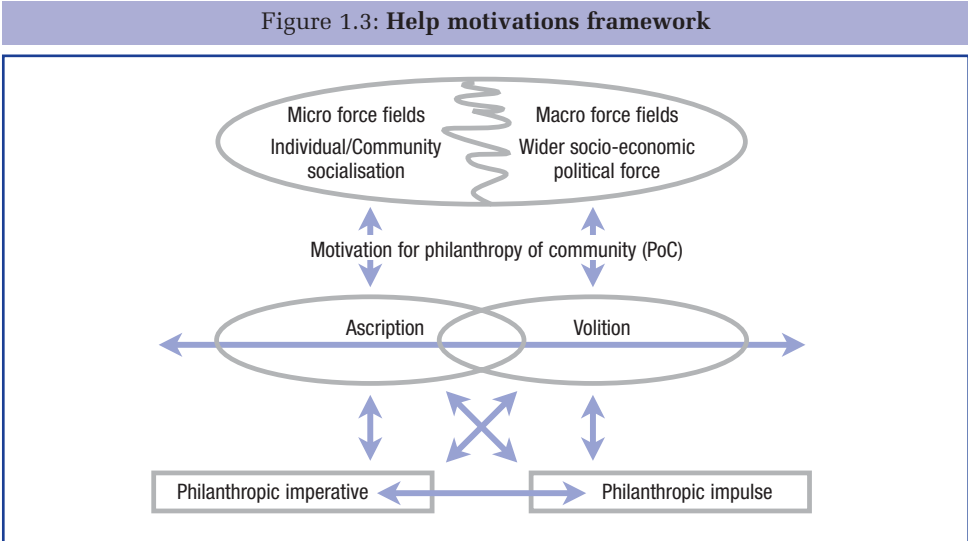 Figure 1.3: Help motivations framework
Micro force fields
Individual/Community
socialisation
Macro force fields
Wider socio-economic
political force
Motivation for philanthropy of community (PoC)
Ascription
Volition
Philanthropic imperative
Philanthropic impulse